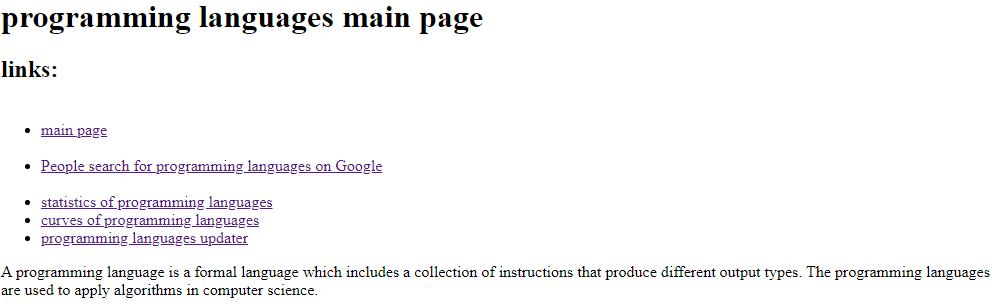 programming languages main page
links:
main page
People search for programming languages on Google
statistics of programming languages
curves of programming languages
programming languages updater
A programming language is a formal language which includes a collection of instructions that produce different output types. The programming languages
are used to apply algorithms in computer science.